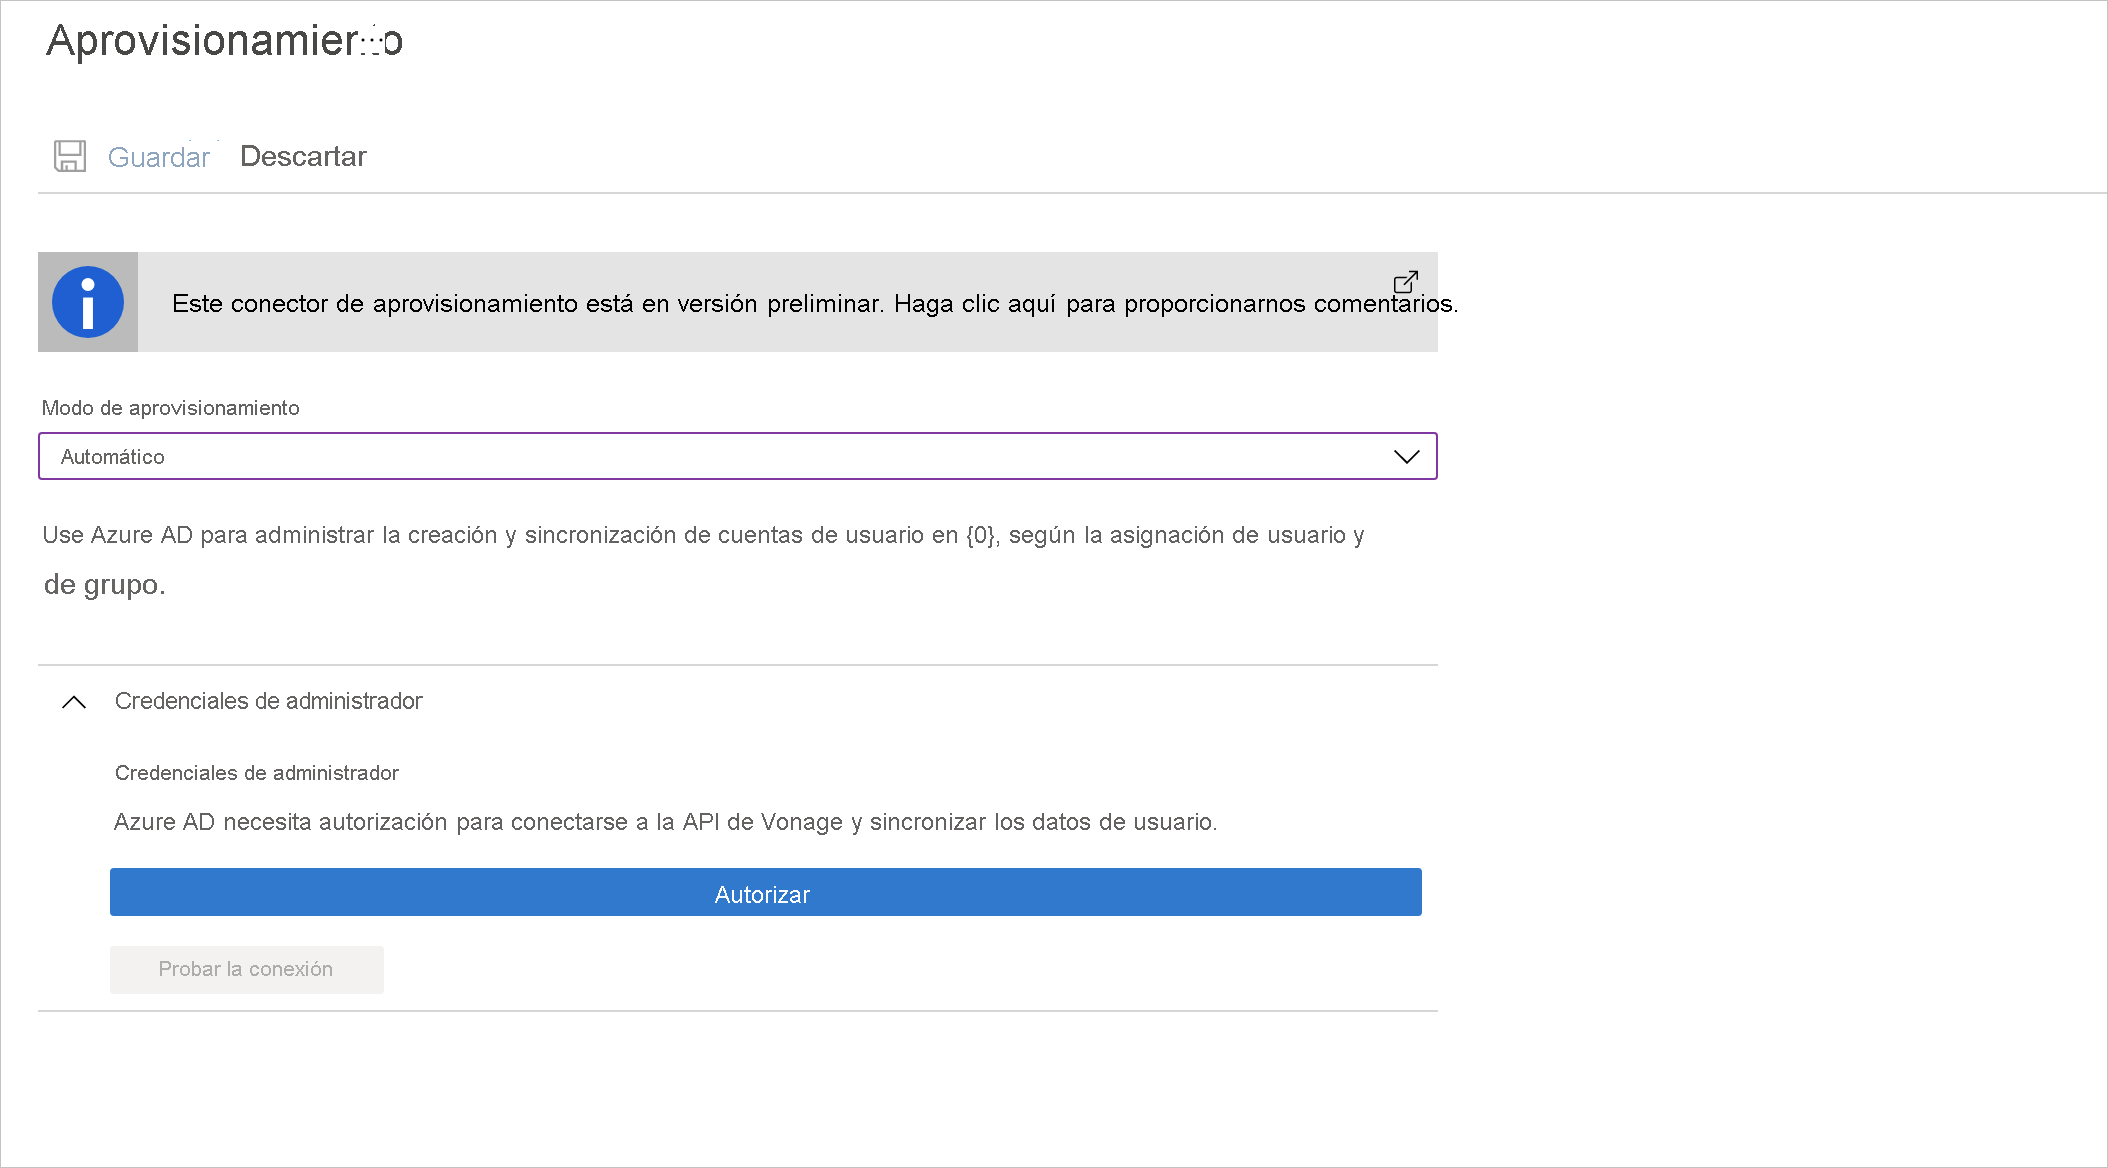 Aprovisionamiento
Guardar Descartar
Este conector de aprovisionamiento está en versión preliminar. Haga clic aquí para proporcionarnos comentarios.
Modo de aprovisionamiento
Automático
Use Azure AD para administrar la creación y sincronización de cuentas de usuario en {0}, según la asignación de usuario y
de grupo.
Credenciales de administrador
Credenciales de administrador
Azure AD necesita autorización para conectarse a la API de Vonage y sincronizar los datos de usuario.
Autorizar
Probar la conexión